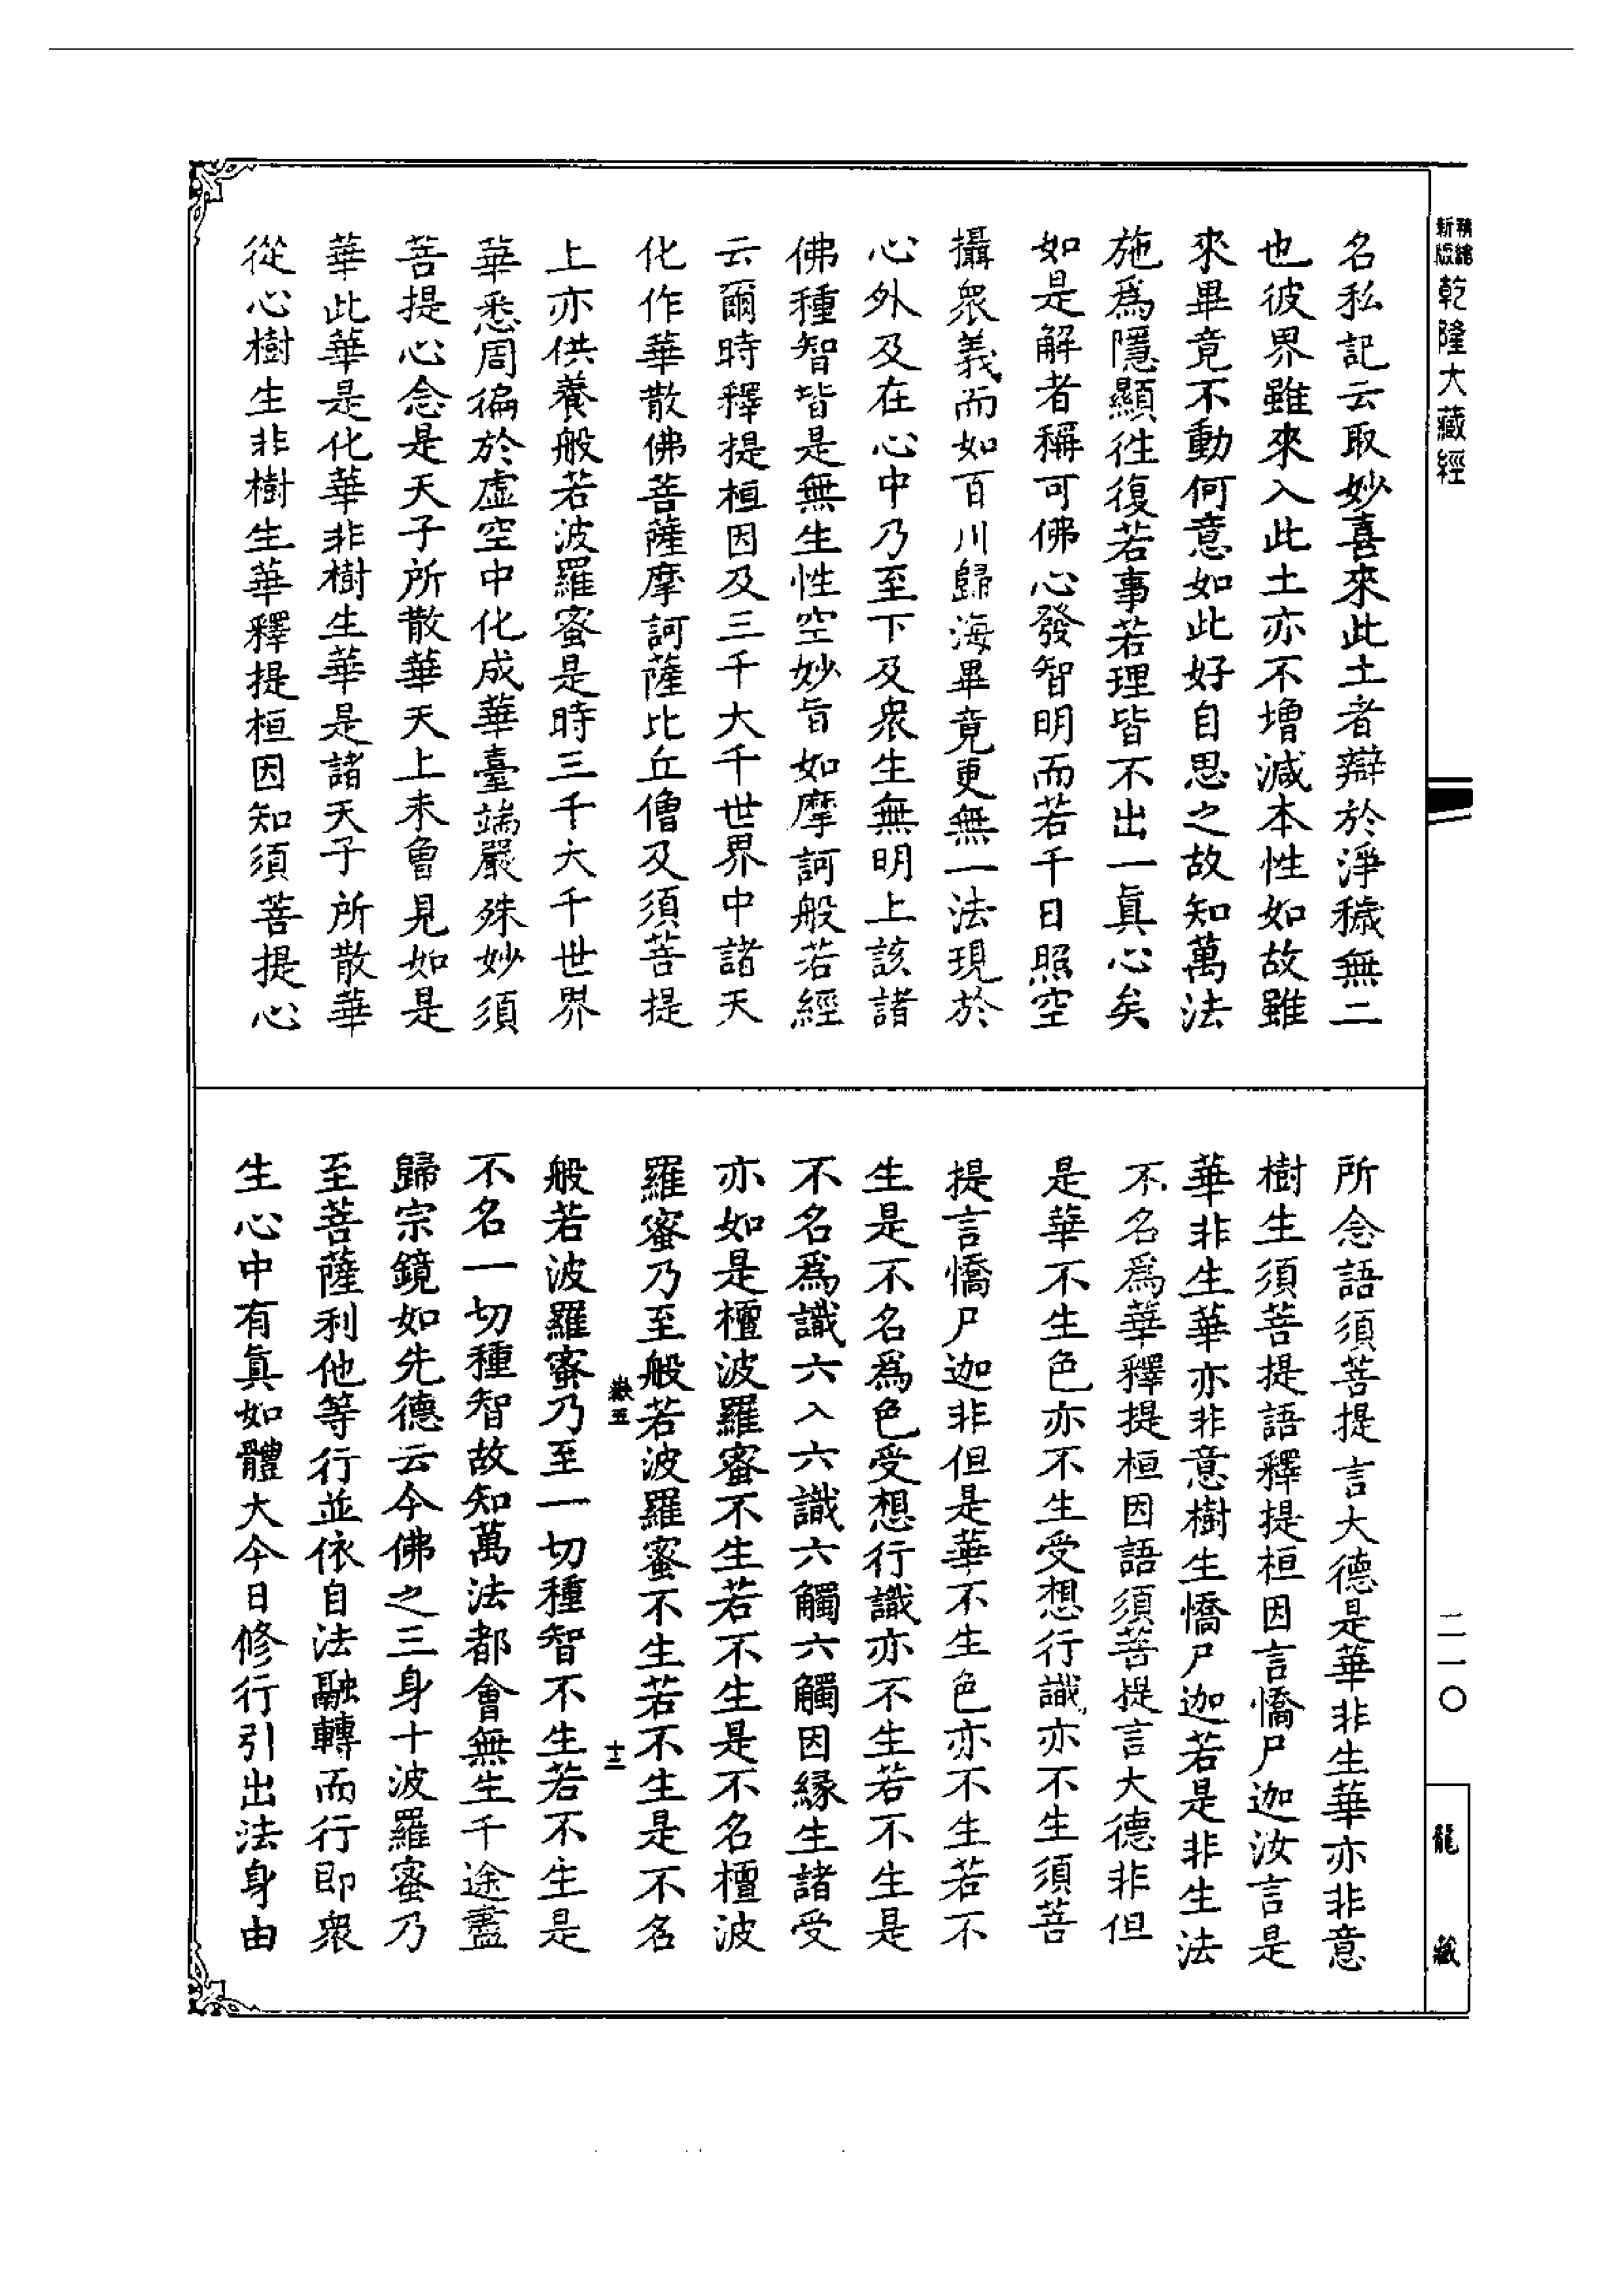 精縮
新版
乾隆大藏經
名私記云取妙喜來此土者辯於淨穢無二
也彼界雖來入此土亦不增減本性如故雖
來畢竟不動何意如此好自思之故知萬法
施爲隱顯往復若事若理皆不出一眞心矣
如是解者稱可佛心發智明而若千日照空
攝衆義而如百川歸海畢竟更無一法現於
心外及在心中乃至下及衆生無明上該諸
佛種智皆是無生性空妙旨如摩訶般若經
云爾時釋提桓因及三千大千世界中諸天
化作華散佛菩薩摩訶薩比丘僧及須菩提
上亦供養般若波羅蜜是時三千大千世界
華悉周徧於虛空中化成華臺端嚴殊妙須
菩提心念是天子所散華天上未曾見如是
華此華是化華非樹生華是諸天子所散華
從心樹生非樹生華釋提桓因知須菩提心
所念語須菩提言大德是華非生華亦非意
樹生須菩提語釋提桓因言憍尸迦汝言是
華非生華亦非意樹生憍尸迦若是非生法
不名爲華釋提桓因語須菩提言大德非但
是華不生色亦不生受想行識亦不生須菩
提言憍尸迦非但是華不生色亦不生若不
生是不名爲色受想行識亦不生若不生是
不名爲識六入六識六觸六觸因緣生諸受
亦如是檀波羅蜜不生若不生是不名檀波
羅蜜乃至般若波羅蜜不生若不生是不名
般若波羅蜜乃至一切種智不生若不生是
不名一切種智故知萬法都會無生千途盡
歸宗鏡如先德云今佛之三身十波羅蜜乃
至菩薩利他等行並依自法融轉而行即衆
生心中有眞如體大今日修行引出法身由
二一〇
龍藏
十三